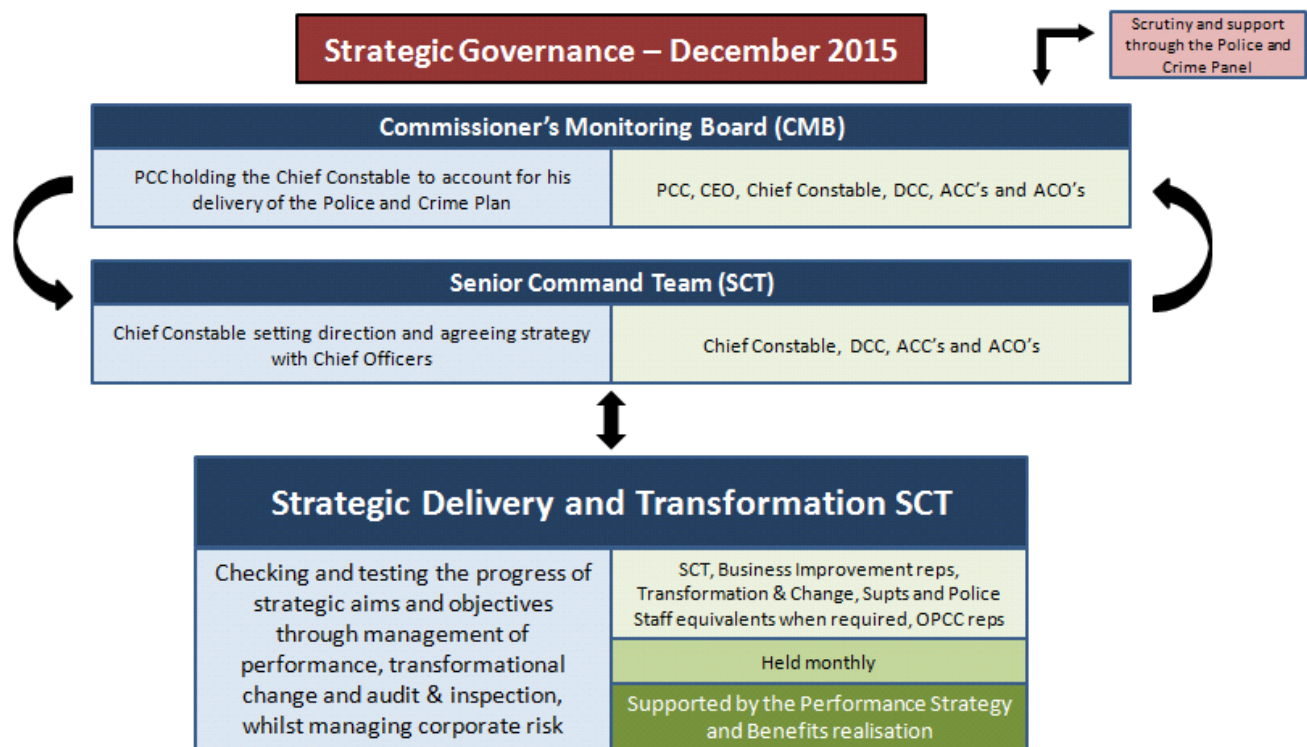 Strategic Governance – December 2015
Scrutiny and support
through the Police and
Crime Panel
Commissioner's Monitoring Board (CMB)
PCC holding the Chief Constable to account for his
delivery of the Police and Crime Plan
PCC, CEO, Chief Constable, DCC, ACC's and ACO's
Senior Command Team (SCT)
Chief Constable setting direction and agreeing strategy
with Chief Officers
Chief Constable, DCC, ACC's and ACO's
Strategic Delivery and Transformation SCT
Checking and testing the progress of
strategic aims and objectives
through management of
performance, transformational
change and audit & inspection,
whilst managing corporate risk
SCT, Business Improvement reps,
Transformation & Change, Supts and Police
Staff equivalents when required, OPCC reps
Held monthly
Supported by the Performance Strategy
and Benefits realisation